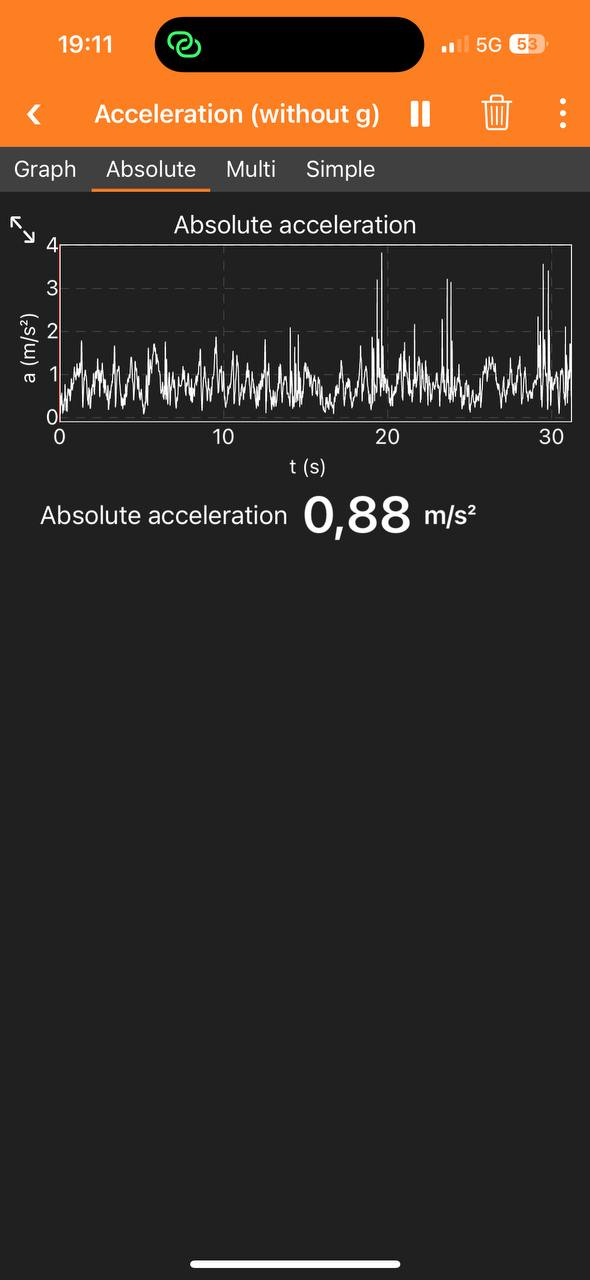 19:11 5G 53
Acceleration (without g)
Graph Absolute Multi Simple
Absolute acceleration
4
3
2
1
0
a (m/s²)
0 10 20 30
t (s)
Absolute acceleration 0,88 m/s²